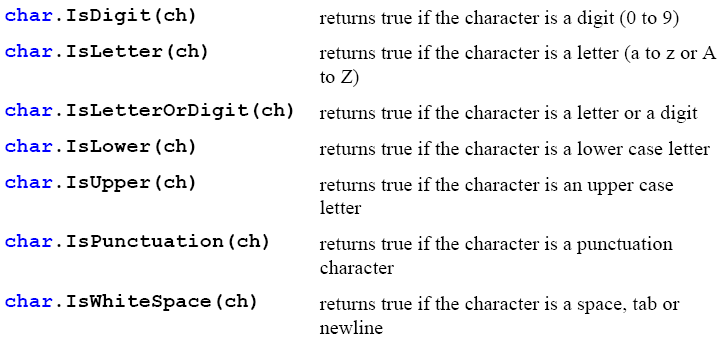 char.IsDigit(ch) returns true if the character is a digit (0 to 9)
char.IsLetter(ch) returns true if the character is a letter (a to z or A
to Z)
char.IsLetterOrDigit(ch) returns true if the character is a letter or a digit
char.IsLower(ch) returns true if the character is a lower case letter
char.IsUpper(ch) returns true if the character is an upper case
letter
char.IsPunctuation(ch) returns true if the character is a punctuation
character
char.IsWhiteSpace(ch) returns true if the character is a space, tab or
newline